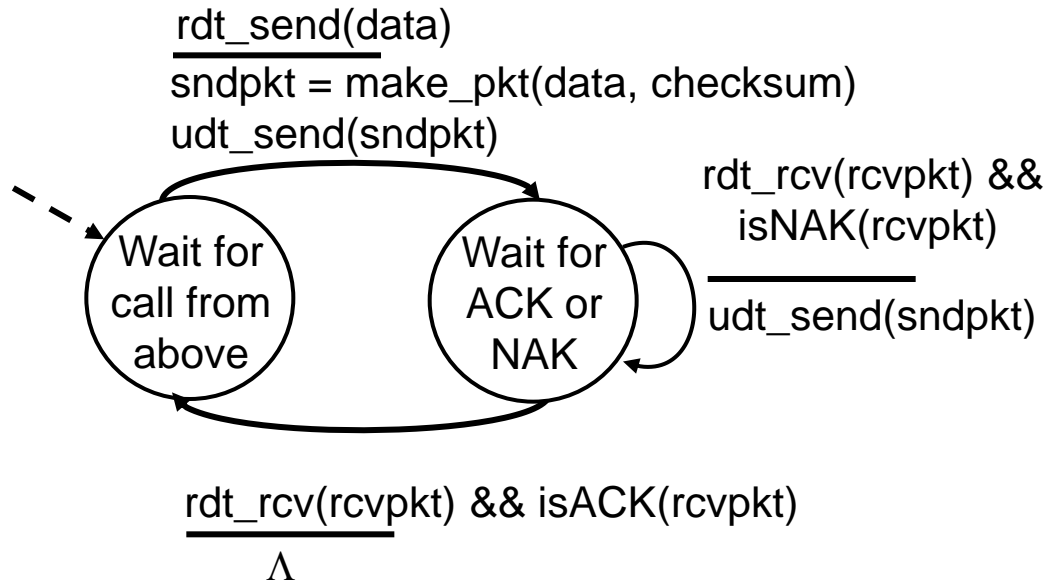 rdt_send(data)
sndpkt = make_pkt(data, checksum)
udt_send(sndpkt)
rdt_rcv(rcvpkt) &&
isNAK(rcvpkt)
udt_send(sndpkt)
Wait for
call from
above
Wait for
ACK or
NAK
rdt_rcv(rcvpkt) && isACK(rcvpkt)
Λ